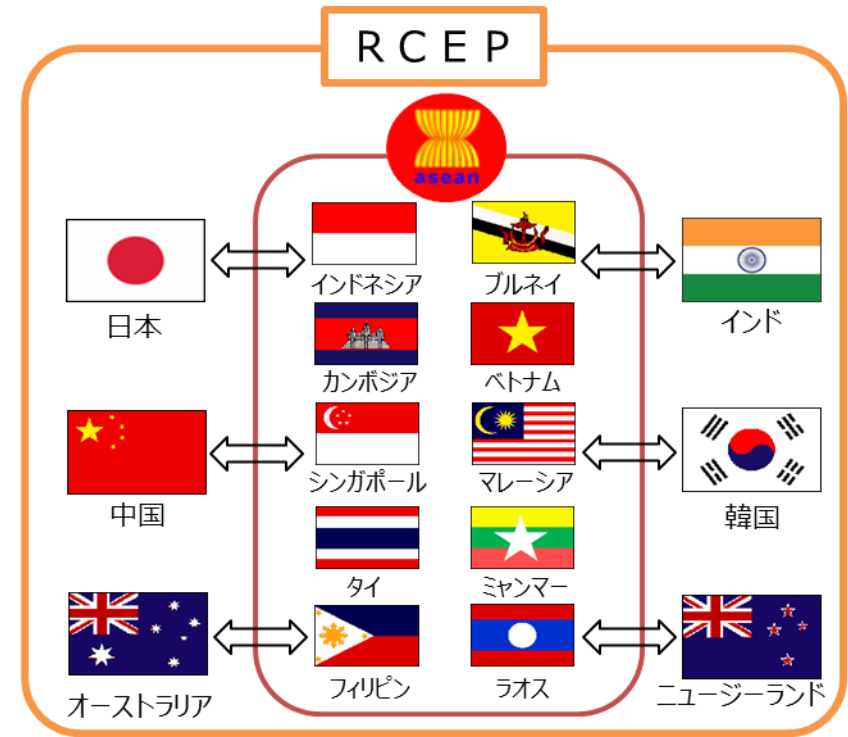 RCEP
asean
インドネシア
ブルネイ
日本
インド
カンボジア
ベトナム
シンガポール
マレーシア
中国
韓国
タイ
ミャンマー
フィリピン
ラオス
オーストラリア
ニュージーランド